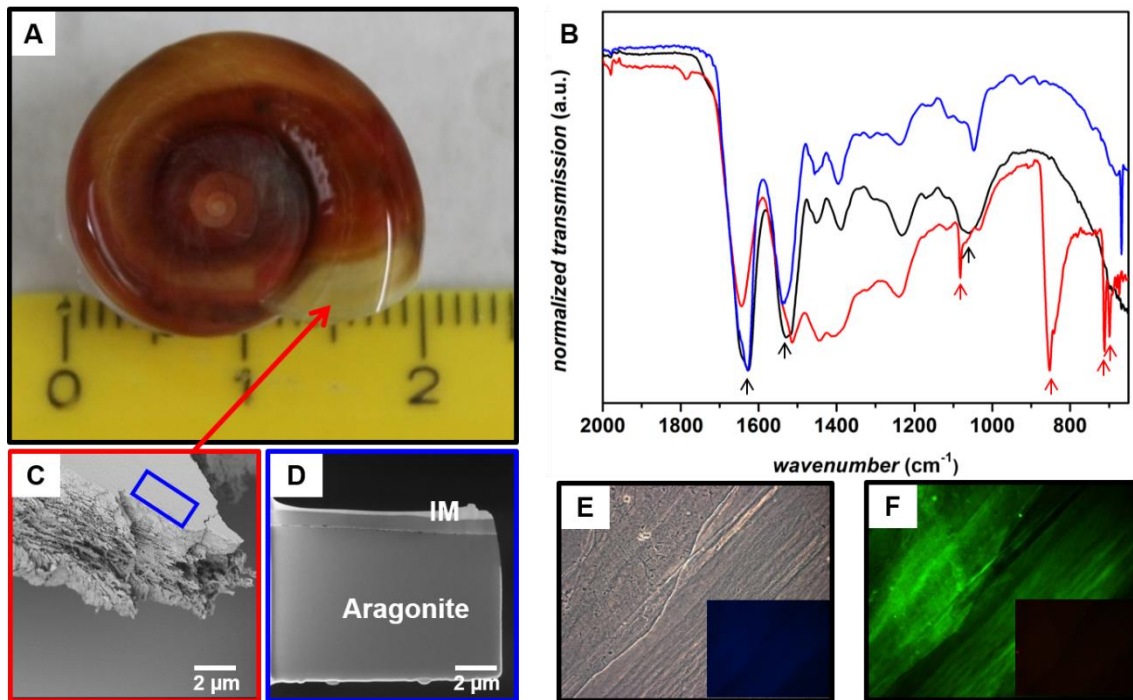 A
0 1 2
B
normalized transmission (a.u.)
2000 1800 1600 1400 1200 1000 800
wavenumber (cm⁻¹)
C
2 µm
D
IM
Aragonite
2 µm
E
F